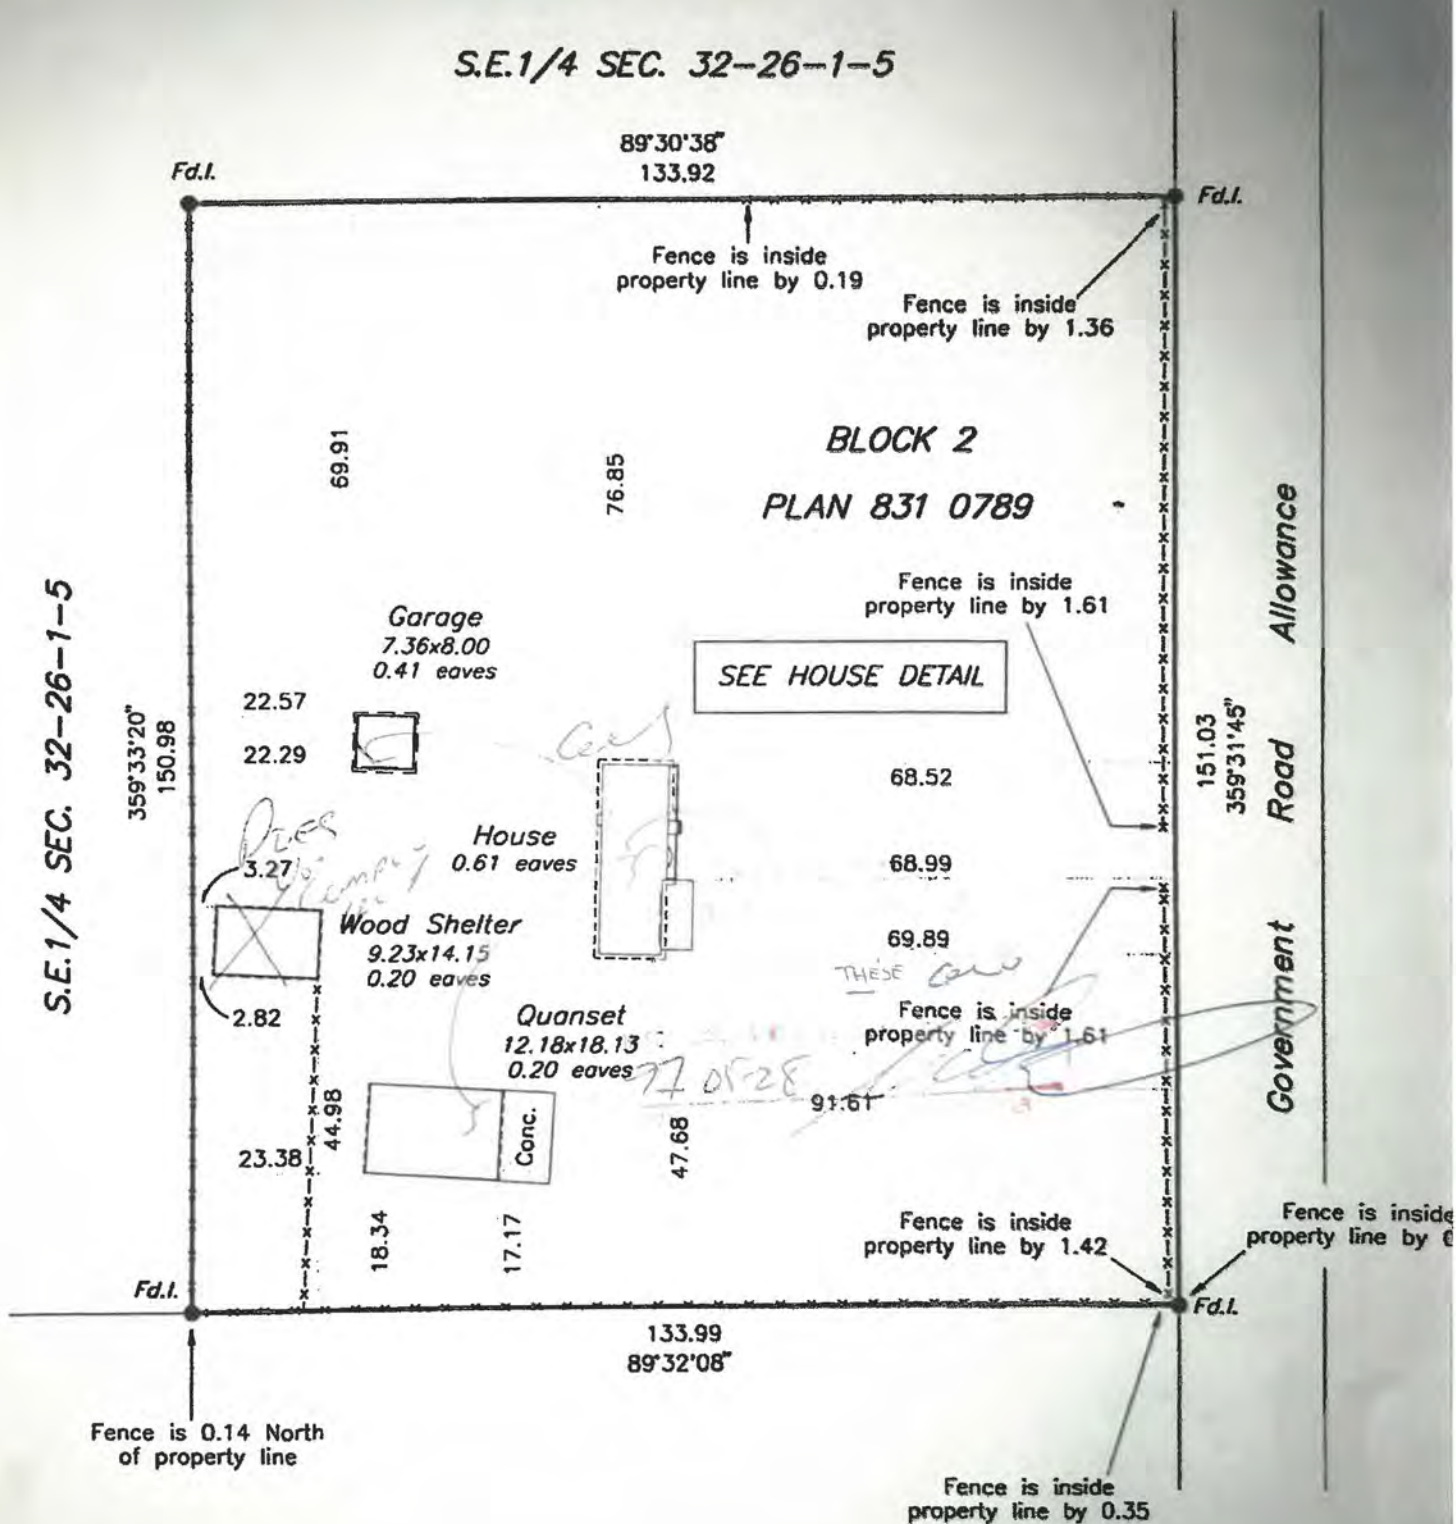 S.E.1/4 SEC. 32-26-1-5
89°30'38"
133.92
Fd.I.
Fd.I.
Fence is inside
property line by 0.19
Fence is inside
property line by 1.36
69.91
76.85
BLOCK 2
PLAN 831 0789
Fence is inside
property line by 1.61
Garage
7.36x8.00
0.41 eaves
SEE HOUSE DETAIL
22.57
22.29
S.E.1/4 SEC. 32-26-1-5
359°33'20"
150.98
68.52
151.03
359°31'45"
Government Road Allowance
Does
3.27
House
0.61 eaves
68.99
Wood Shelter
9.23x14.15
0.20 eaves
69.89
THESE
2.82
Quanset
12.18x18.13
0.20 eaves
Fence is inside
property line by 1.61
91.61
44.98
Conc.
47.68
23.38
18.34
17.17
Fence is inside
property line by 1.42
Fence is inside
property line by
Fd.I.
Fd.I.
133.99
89°32'08"
Fence is 0.14 North
of property line
Fence is inside
property line by 0.35